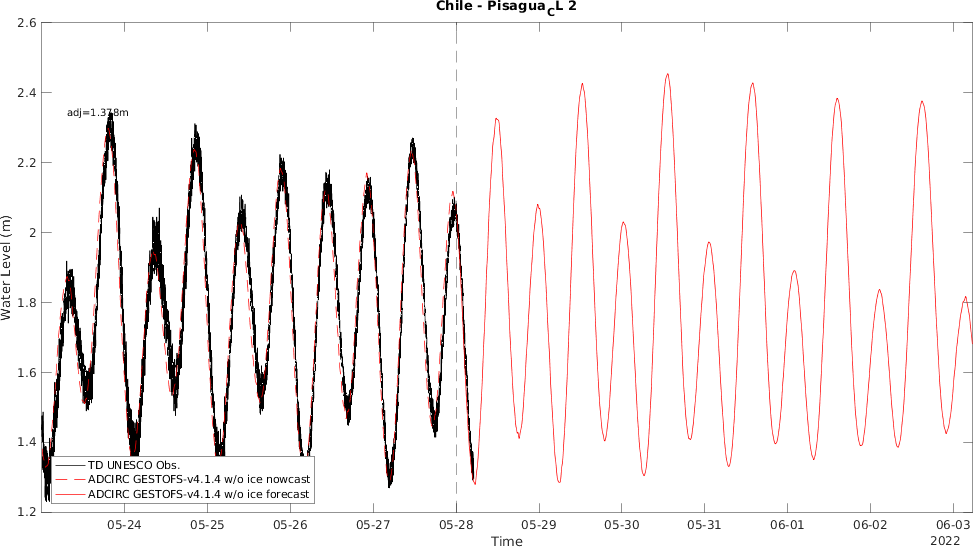 Chile - Pisagua_CL 2
2.6
2.4
2.2
2
1.8
1.6
1.4
1.2
Water Level (m)
adj=1.378m
TD UNESCO Obs.
ADCIRC GESTOFS-v4.1.4 w/o ice nowcast
ADCIRC GESTOFS-v4.1.4 w/o ice forecast
05-24 05-25 05-26 05-27 05-28 05-29 05-30 05-31 06-01 06-02 06-03
Time
2022